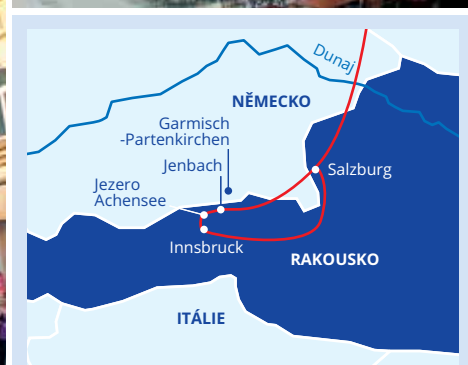 Dunaj
NĚMECKO
Garmisch
-Partenkirchen
Jenbach
Salzburg
Jezero
Achensee
Innsbruck
RAKOUSKO
ITÁLIE